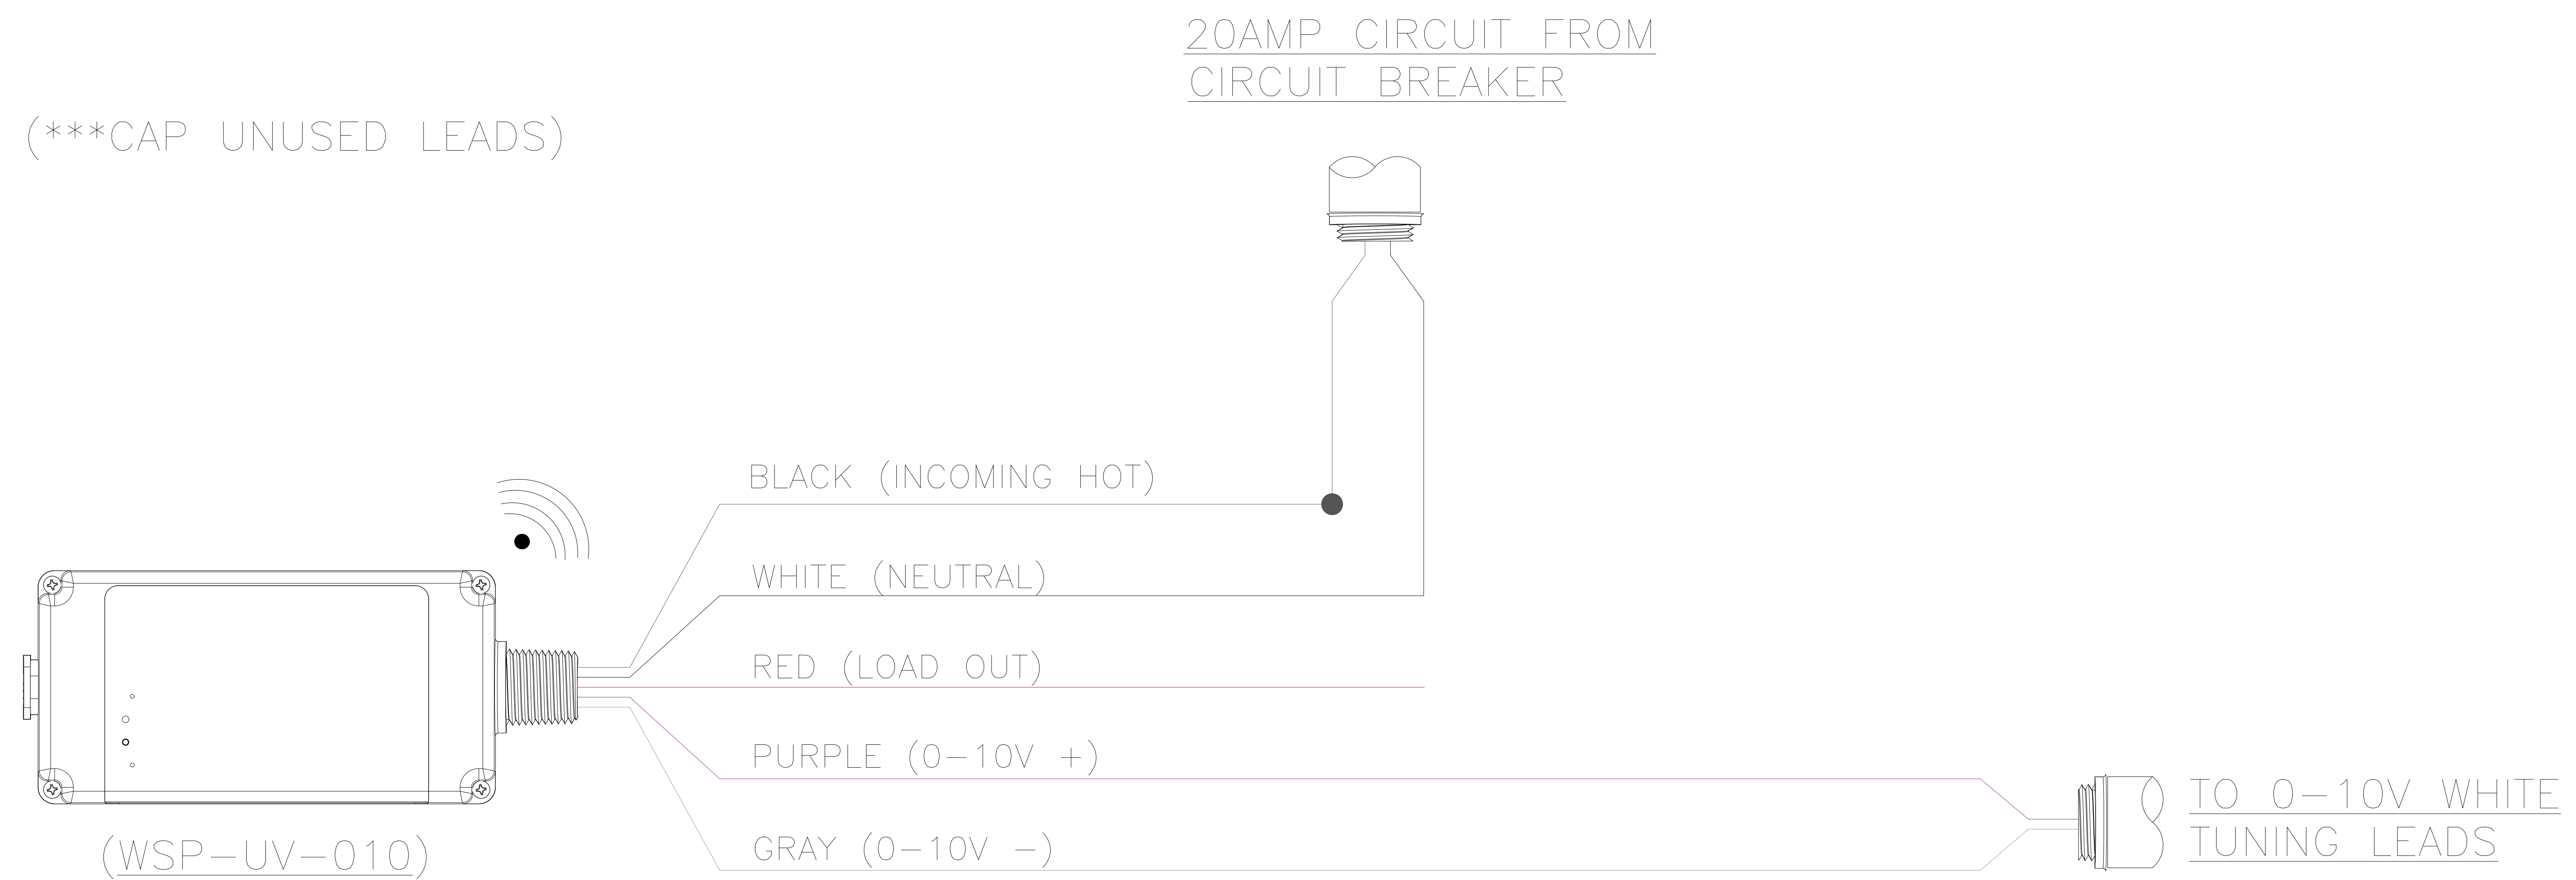 20AMP CIRCUIT FROM
CIRCUIT BREAKER
(***CAP UNUSED LEADS)
BLACK (INCOMING HOT)
WHITE (NEUTRAL)
RED (LOAD OUT)
PURPLE (0-10V +)
GRAY (0-10V -)
(WSP-UV-010)
TO 0-10V WHITE
TUNING LEADS